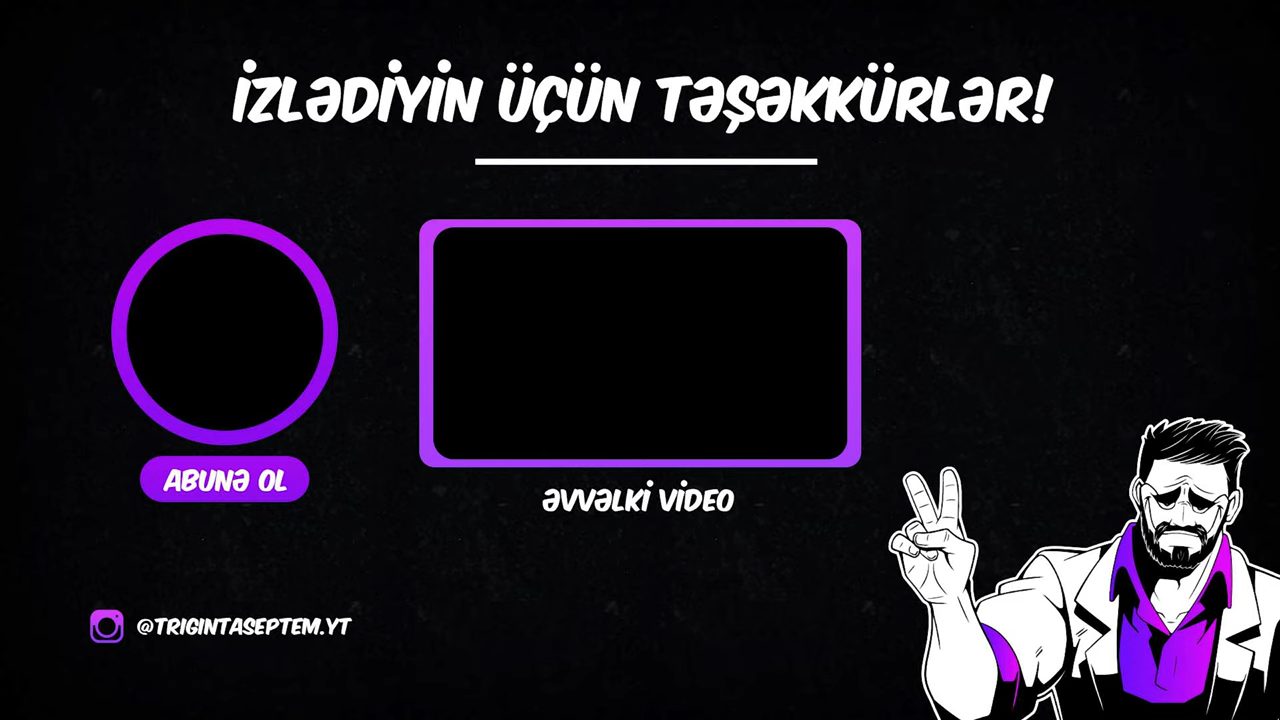 İZLƏDİYİN ÜÇÜN TƏŞƏKKÜRLƏR!
ABUNƏ OL
ƏVVƏLKİ VİDEO
@TRIGINTASEPTEM.YT